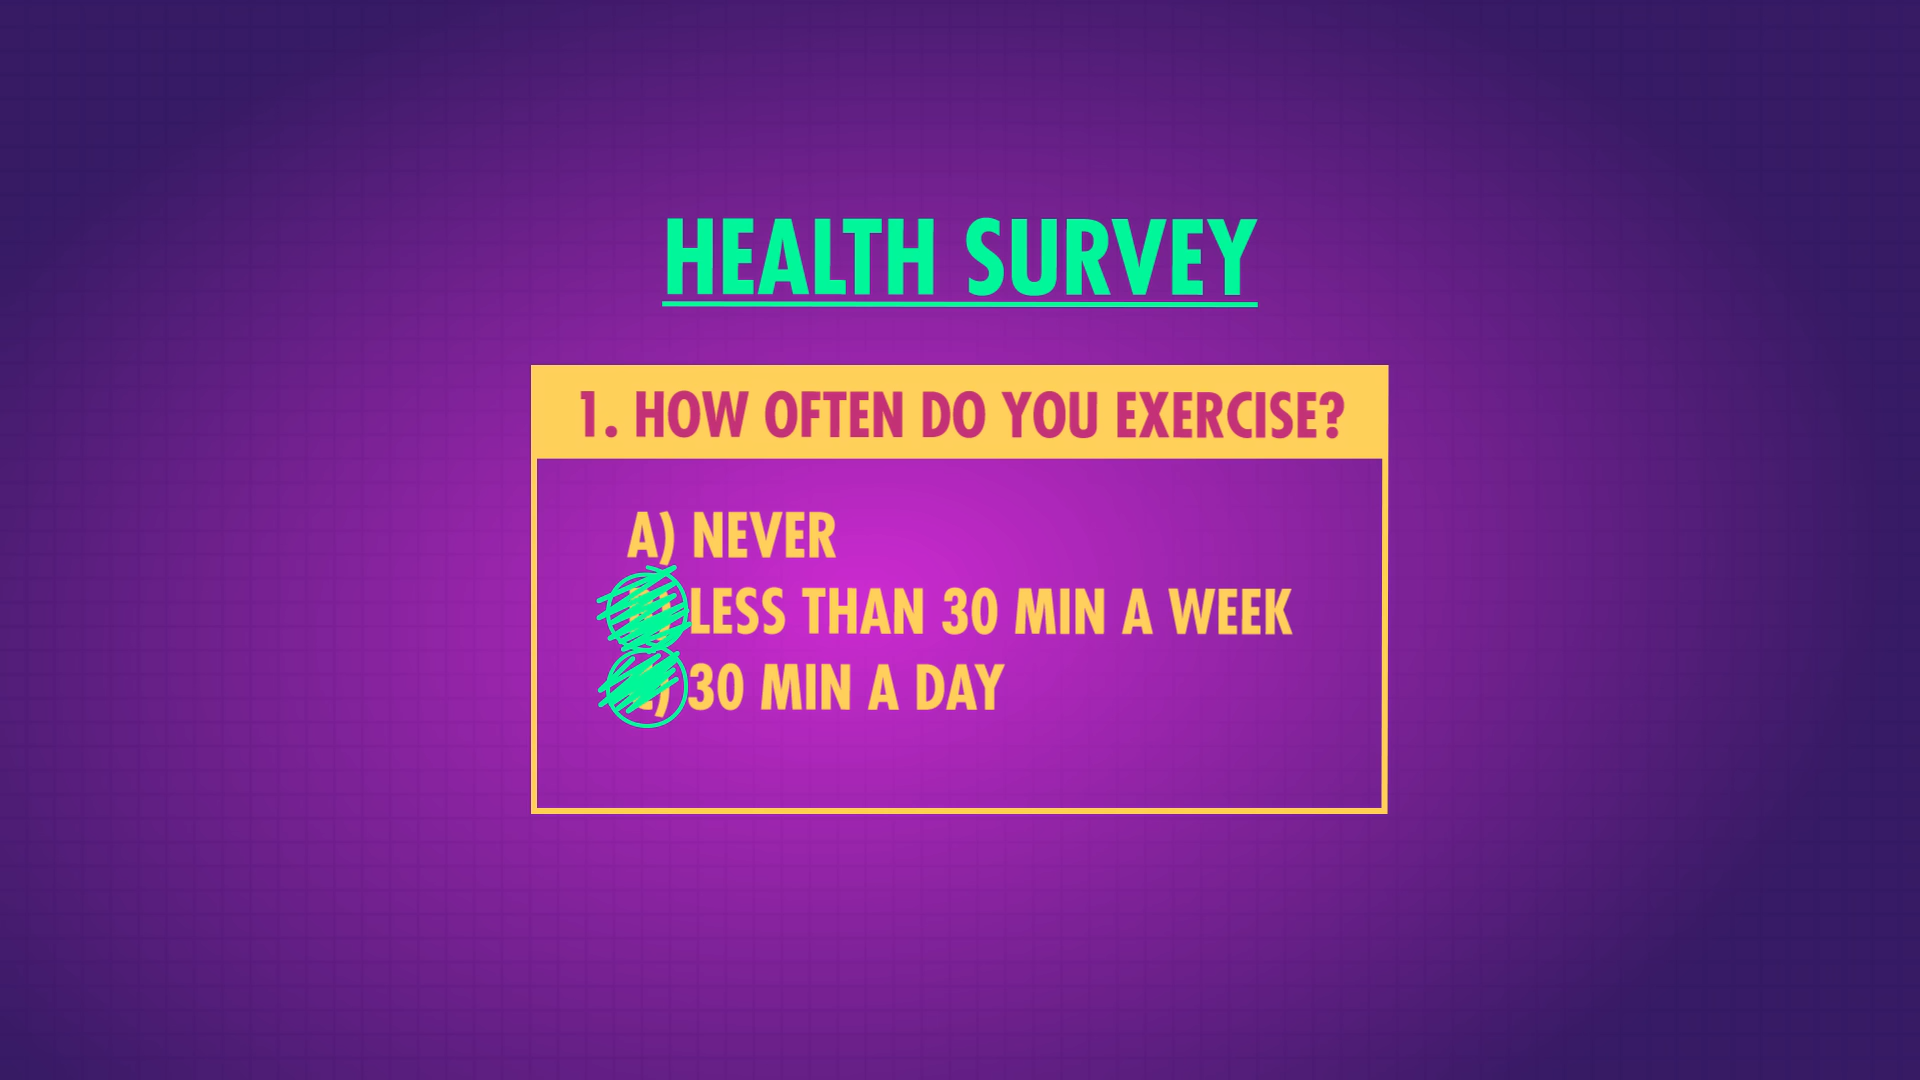 HEALTH SURVEY
1. HOW OFTEN DO YOU EXERCISE?
A) NEVER
LESS THAN 30 MIN A WEEK
30 MIN A DAY